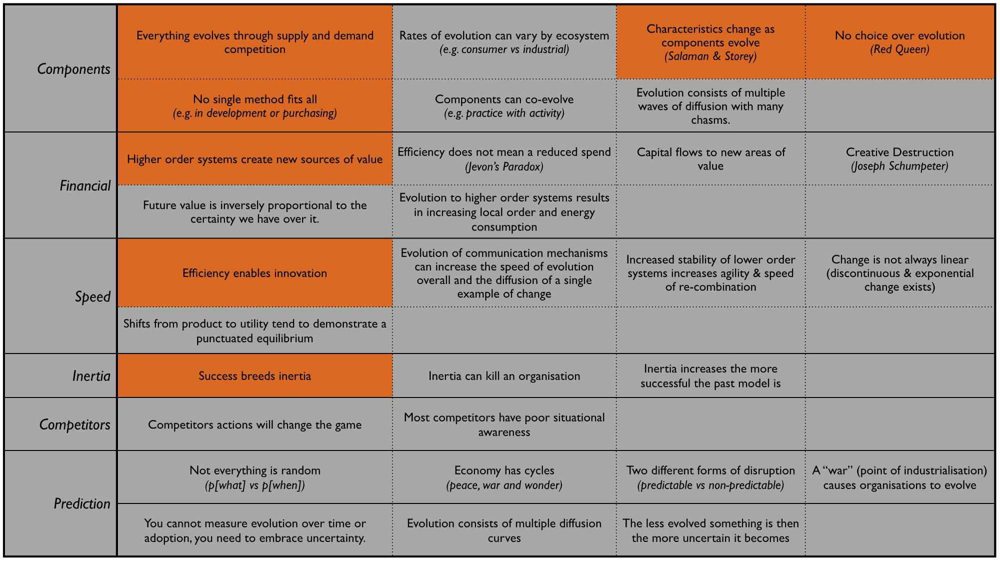 Components
Everything evolves through supply and demand
competition
Rates of evolution can vary by ecosystem
(e.g. consumer vs industrial)
Characteristics change as
components evolve
(Salaman & Storey)
No choice over evolution
(Red Queen)
No single method fits all
(e.g. in development or purchasing)
Components can co-evolve
(e.g. practice with activity)
Evolution consists of multiple
waves of diffusion with many
chasms.
Financial
Higher order systems create new sources of value
Efficiency does not mean a reduced spend
(Jevon’s Paradox)
Capital flows to new areas of
value
Creative Destruction
(Joseph Schumpeter)
Future value is inversely proportional to the
certainty we have over it.
Evolution to higher order systems results
in increasing local order and energy
consumption
Speed
Efficiency enables innovation
Evolution of communication mechanisms
can increase the speed of evolution
overall and the diffusion of a single
example of change
Increased stability of lower order
systems increases agility & speed
of re-combination
Change is not always linear
(discontinuous & exponential
change exists)
Shifts from product to utility tend to demonstrate a
punctuated equilibrium
Inertia
Success breeds inertia
Inertia can kill an organisation
Inertia increases the more
successful the past model is
Competitors
Competitors actions will change the game
Most competitors have poor situational
awareness
Prediction
Not everything is random
(p[what] vs p[when])
Economy has cycles
(peace, war and wonder)
Two different forms of disruption
(predictable vs non-predictable)
A “war” (point of industrialisation)
causes organisations to evolve
You cannot measure evolution over time or
adoption, you need to embrace uncertainty.
Evolution consists of multiple diffusion
curves
The less evolved something is then
the more uncertain it becomes